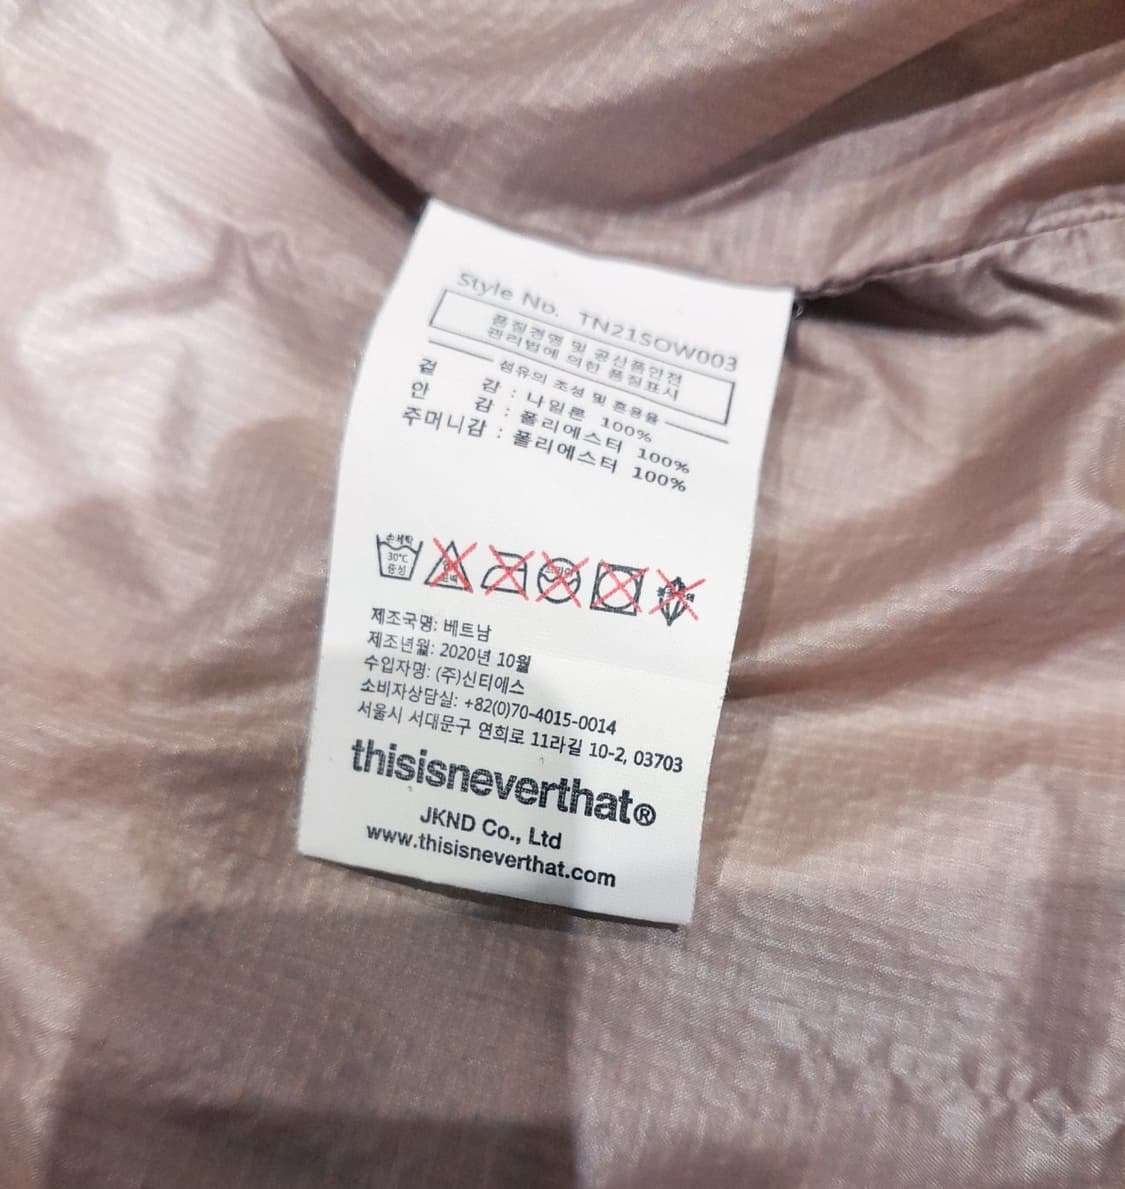 Style No. TN21SOW003
품질경영 및 공산품안전
관리법에 의한 품질표시
섬유의 조성 및 혼용율
겉 감 : 나일론 100%
안 감 : 폴리에스터 100%
주머니감 : 폴리에스터 100%
손세탁
30°C
중성
제조국명: 베트남
제조년월: 2020년 10월
수입자명: (주)신티에스
소비자상담실: +82(0)70-4015-0014
서울시 서대문구 연희로 11라길 10-2, 03703
thisisneverthat®
JKND Co., Ltd
www.thisisneverthat.com